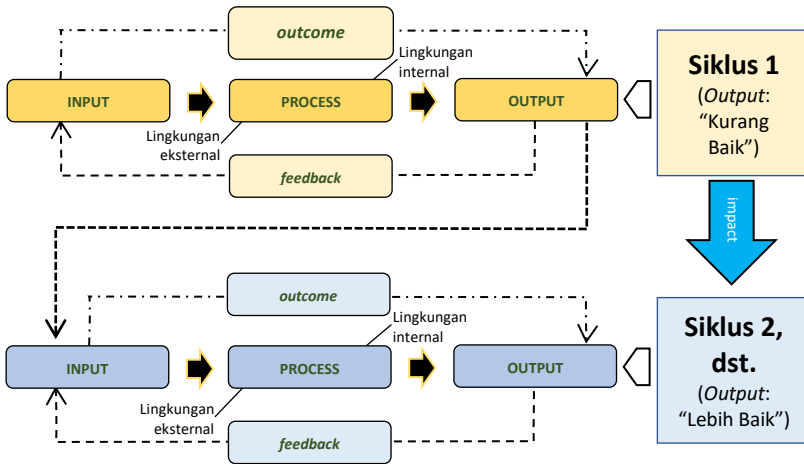 outcome
Lingkungan
internal
INPUT
PROCESS
OUTPUT
Lingkungan
eksternal
feedback
Siklus 1
(Output:
“Kurang
Baik”)
impact
outcome
Lingkungan
internal
INPUT
PROCESS
OUTPUT
Lingkungan
eksternal
feedback
Siklus 2,
dst.
(Output:
“Lebih Baik”)